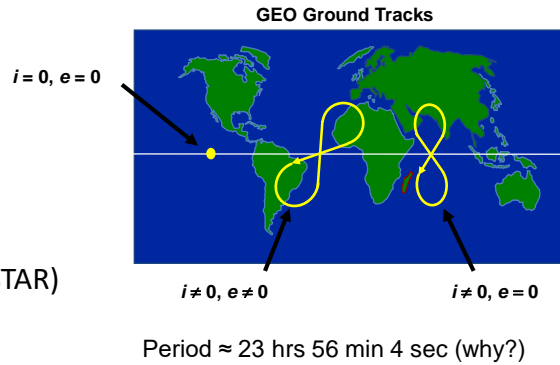 GEO Ground Tracks
i = 0, e = 0
TAR)
i ≠ 0, e ≠ 0
i ≠ 0, e = 0
Period ≈ 23 hrs 56 min 4 sec (why?)